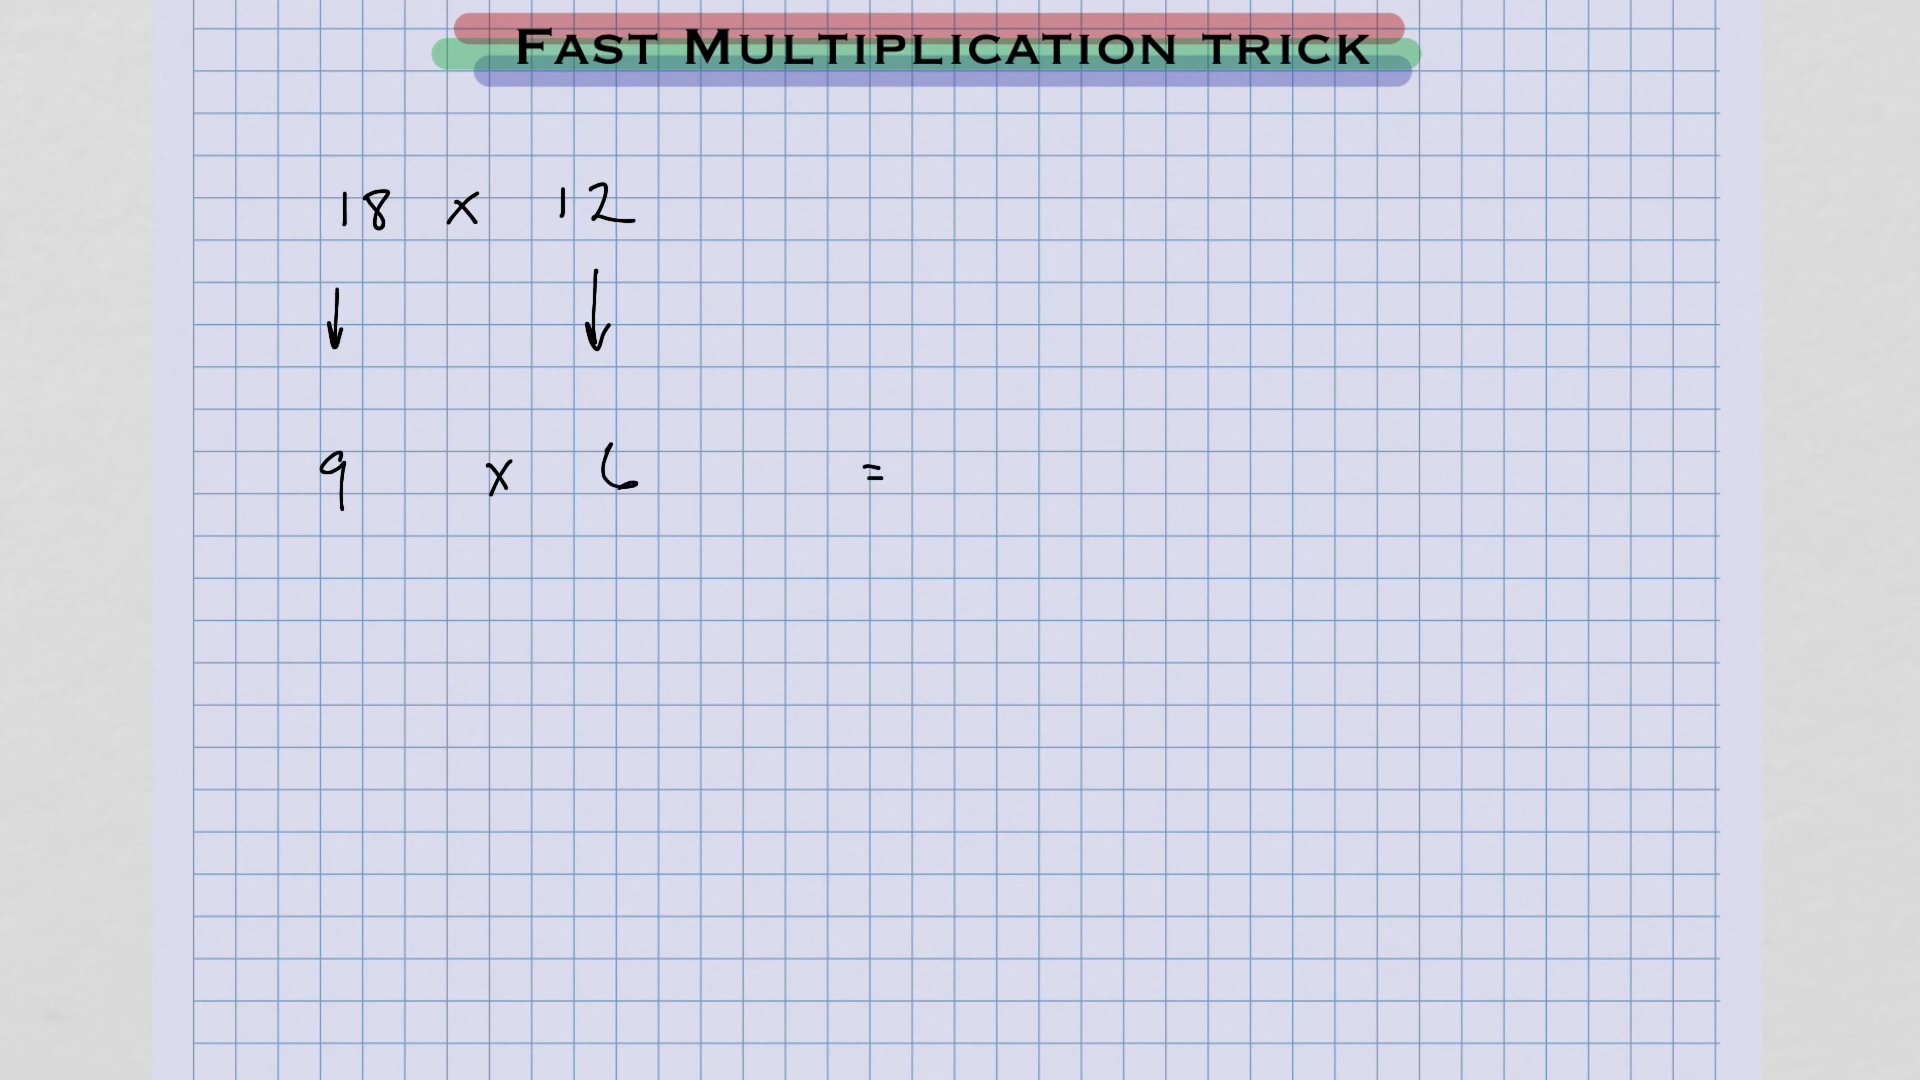 FAST MULTIPLICATION TRICK
18 x 12
9 x 6 =